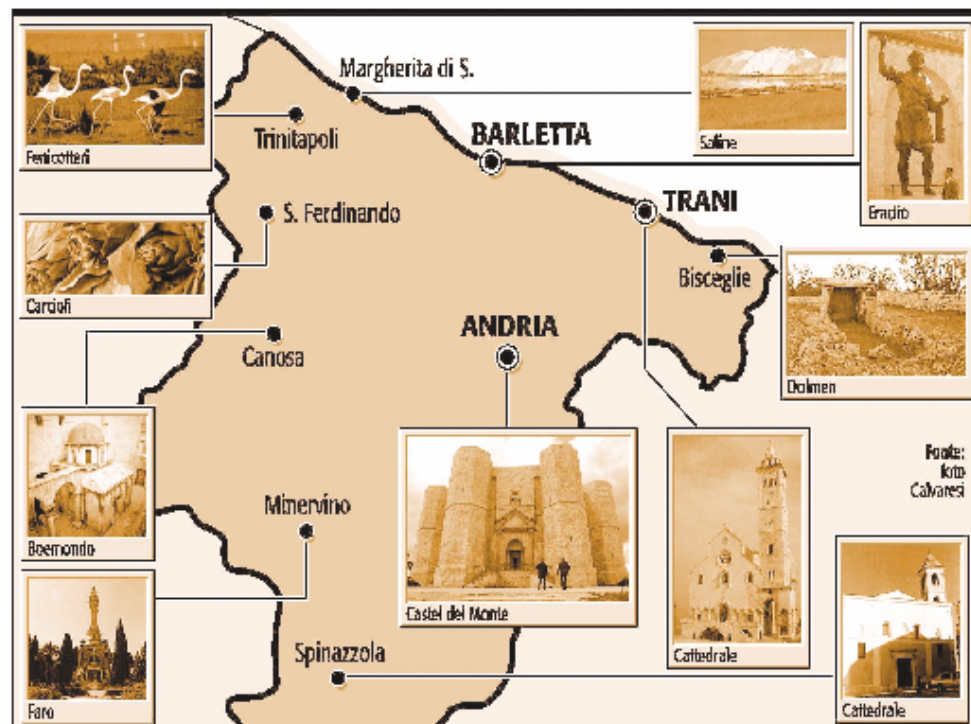 Margherita di S.
Trinitapoli
BARLETTA
Fenicotteri
Saline
Eraclio
S. Ferdinando
TRANI
Carciofi
Bisceglie
Canosa
ANDRIA
Dolmen
Fonte:
foto
Calvaresi
Minervino
Boemondo
Castel del Monte
Cattedrale
Spinazzola
Faro
Cattedrale